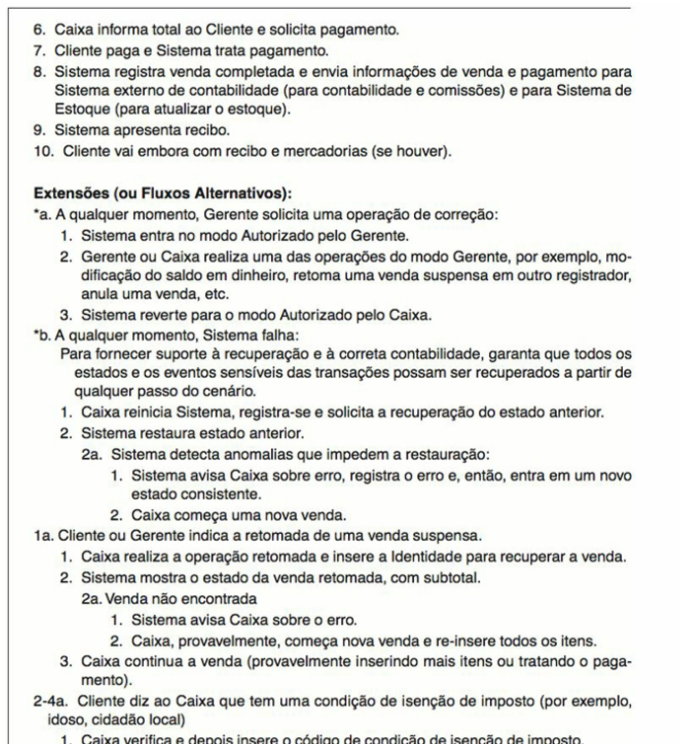 6. Caixa informa total ao Cliente e solicita pagamento.
7. Cliente paga e Sistema trata pagamento.
8. Sistema registra venda completada e envia informações de venda e pagamento para
Sistema externo de contabilidade (para contabilidade e comissões) e para Sistema de
Estoque (para atualizar o estoque).
9. Sistema apresenta recibo.
10. Cliente vai embora com recibo e mercadorias (se houver).
Extensões (ou Fluxos Alternativos):
*a. A qualquer momento, Gerente solicita uma operação de correção:
1. Sistema entra no modo Autorizado pelo Gerente.
2. Gerente ou Caixa realiza uma das operações do modo Gerente, por exemplo, mo-
dificação do saldo em dinheiro, retoma uma venda suspensa em outro registrador,
anula uma venda, etc.
3. Sistema reverte para o modo Autorizado pelo Caixa.
*b. A qualquer momento, Sistema falha:
Para fornecer suporte à recuperação e à correta contabilidade, garanta que todos os
estados e os eventos sensíveis das transações possam ser recuperados a partir de
qualquer passo do cenário.
1. Caixa reinicia Sistema, registra-se e solicita a recuperação do estado anterior.
2. Sistema restaura estado anterior.
2a. Sistema detecta anomalias que impedem a restauração:
1. Sistema avisa Caixa sobre erro, registra o erro e, então, entra em um novo
estado consistente.
2. Caixa começa uma nova venda.
1a. Cliente ou Gerente indica a retomada de uma venda suspensa.
1. Caixa realiza a operação retomada e insere a Identidade para recuperar a venda.
2. Sistema mostra o estado da venda retomada, com subtotal.
2a. Venda não encontrada
1. Sistema avisa Caixa sobre o erro.
2. Caixa, provavelmente, começa nova venda e re-insere todos os itens.
3. Caixa continua a venda (provavelmente inserindo mais itens ou tratando o paga-
mento).
2-4a. Cliente diz ao Caixa que tem uma condição de isenção de imposto (por exemplo,
idoso, cidadão local)
1. Caixa verifica e depois insere o código de condição de isenção de imposto.